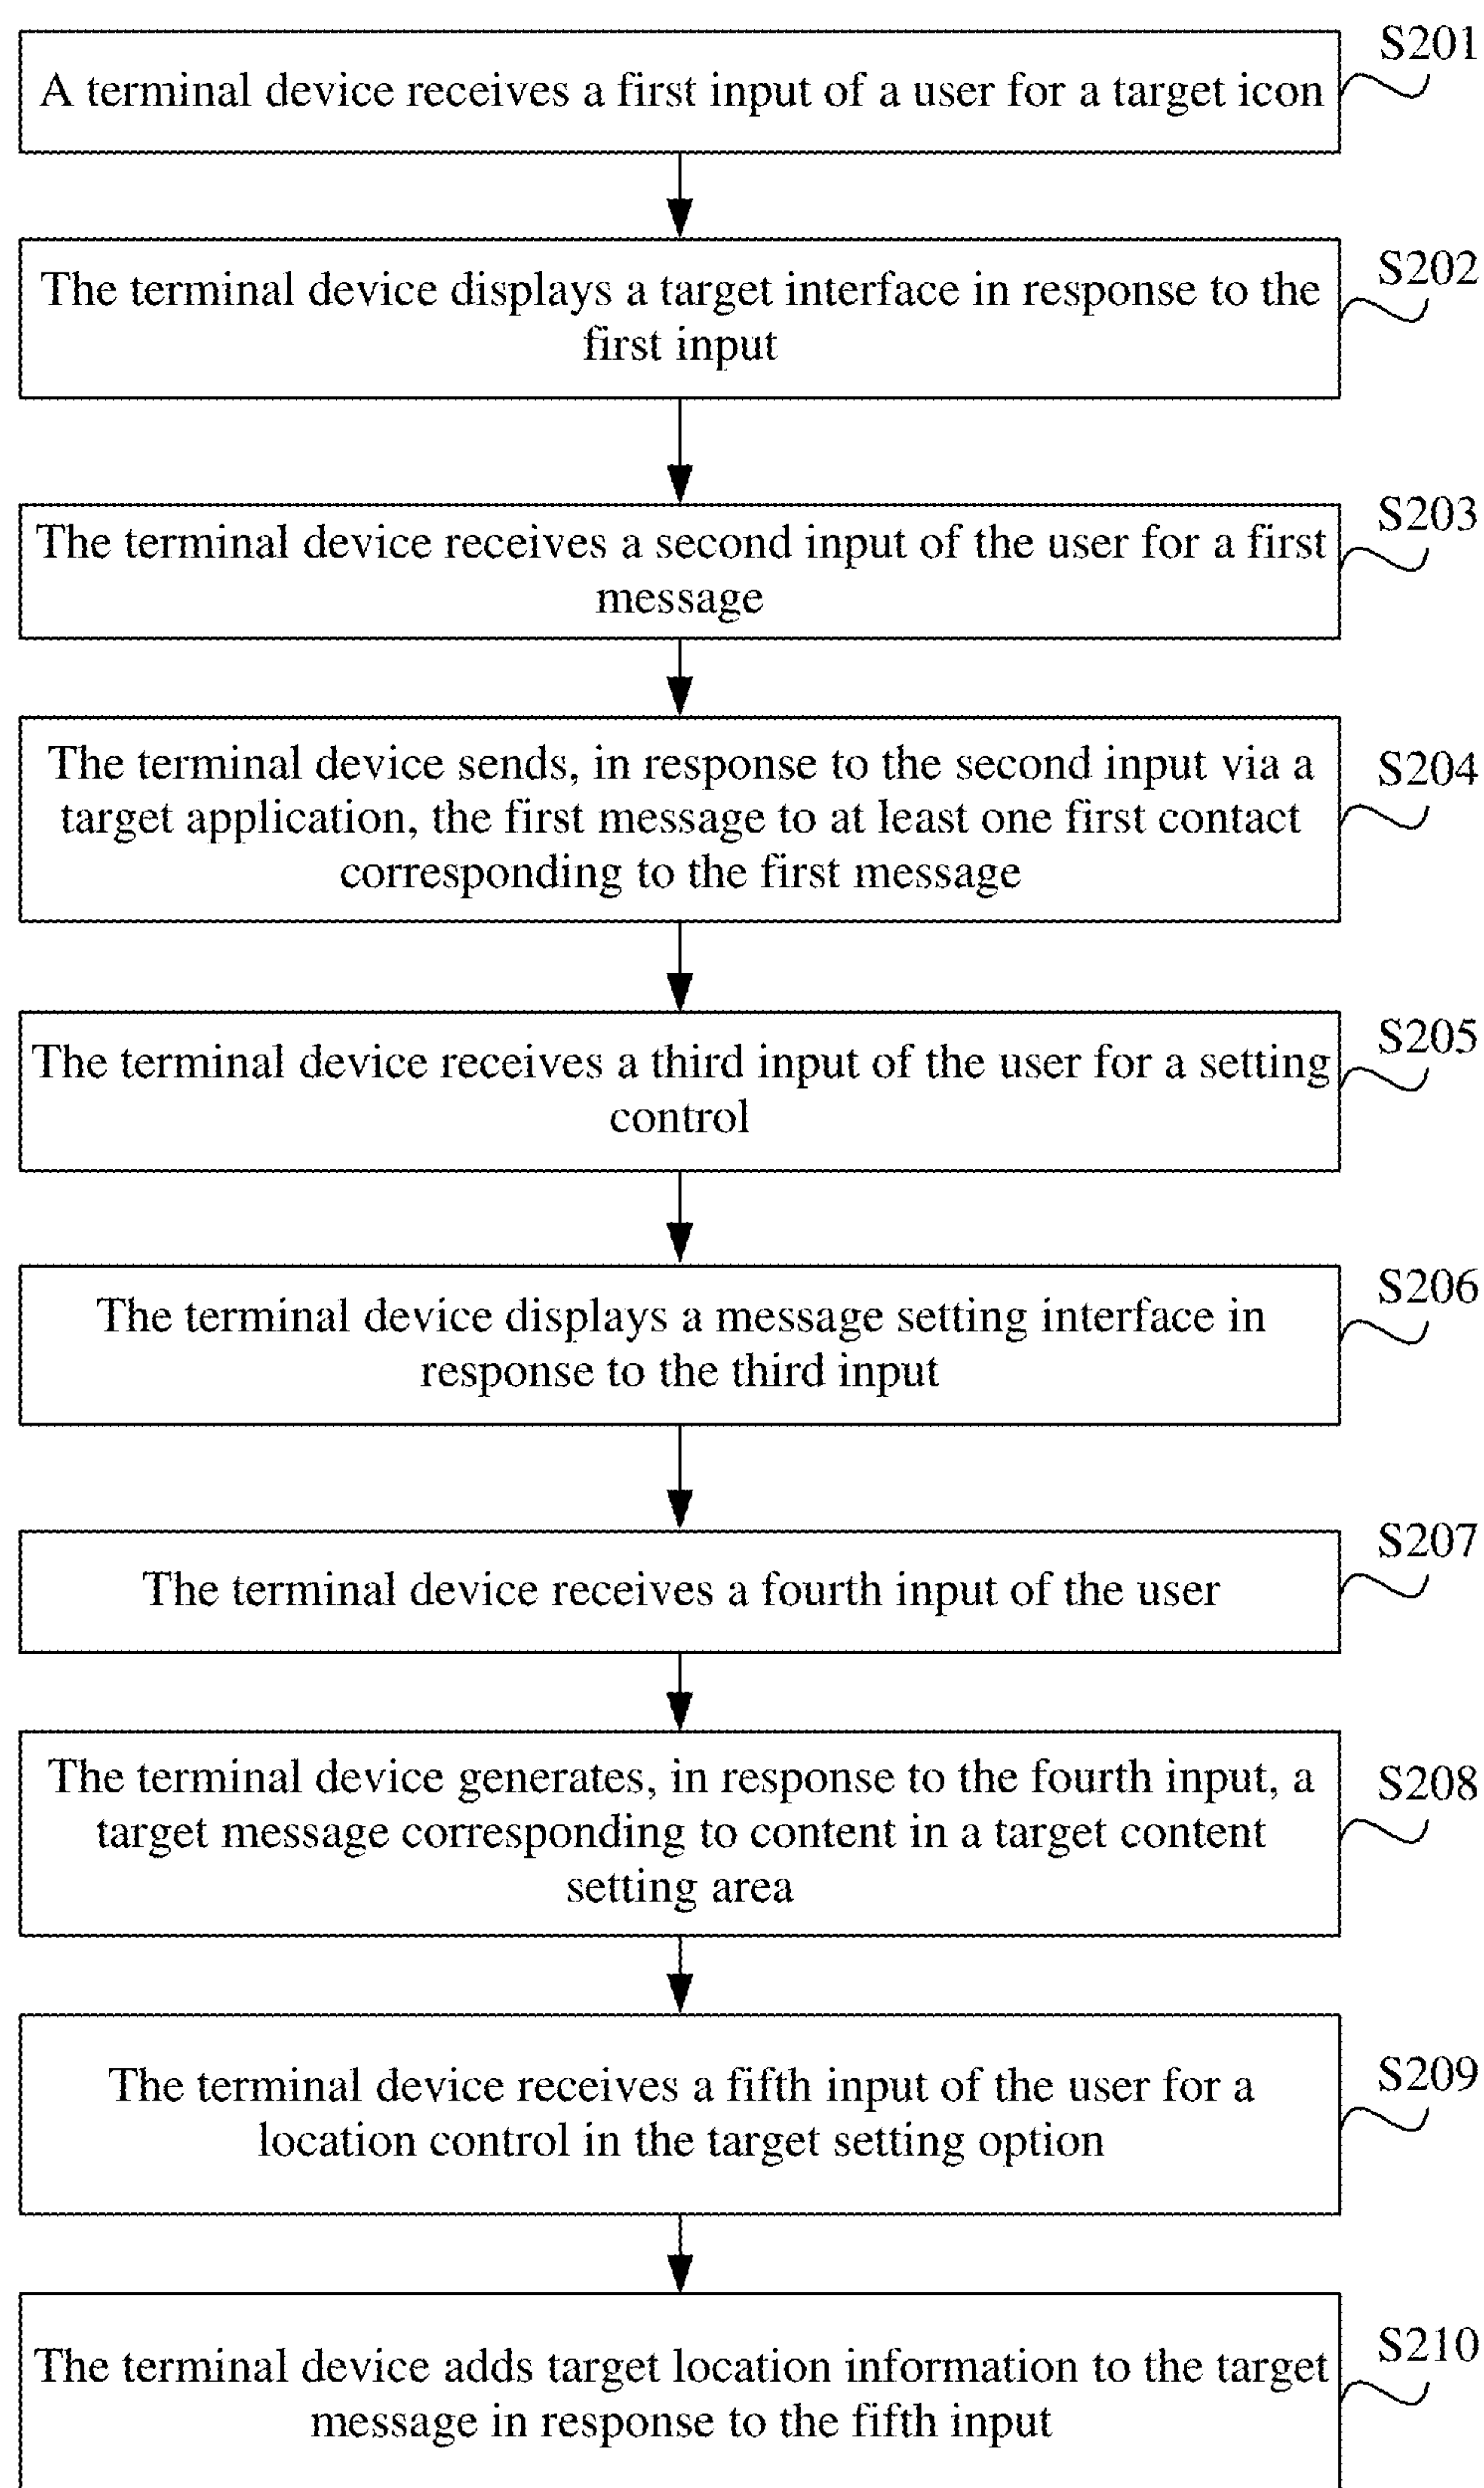 S201
A terminal device receives a first input of a user for a target icon
S202
The terminal device displays a target interface in response to the
first input
S203
The terminal device receives a second input of the user for a first
message
S204
The terminal device sends, in response to the second input via a
target application, the first message to at least one first contact
corresponding to the first message
S205
The terminal device receives a third input of the user for a setting
control
S206
The terminal device displays a message setting interface in
response to the third input
S207
The terminal device receives a fourth input of the user
S208
The terminal device generates, in response to the fourth input, a
target message corresponding to content in a target content
setting area
S209
The terminal device receives a fifth input of the user for a
location control in the target setting option
S210
The terminal device adds target location information to the target
message in response to the fifth input